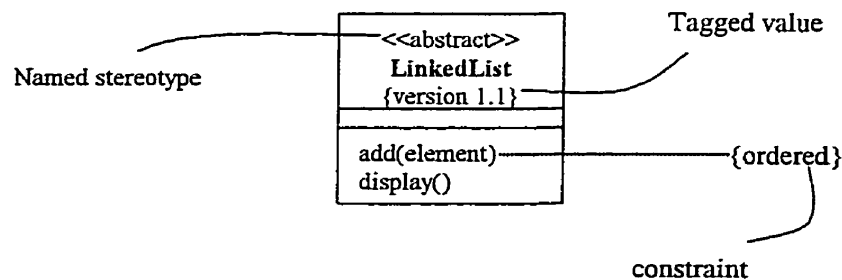 Tagged value
<<abstract>>
Named stereotype
LinkedList
{version 1.1}
add(element)
{ordered}
display()
constraint